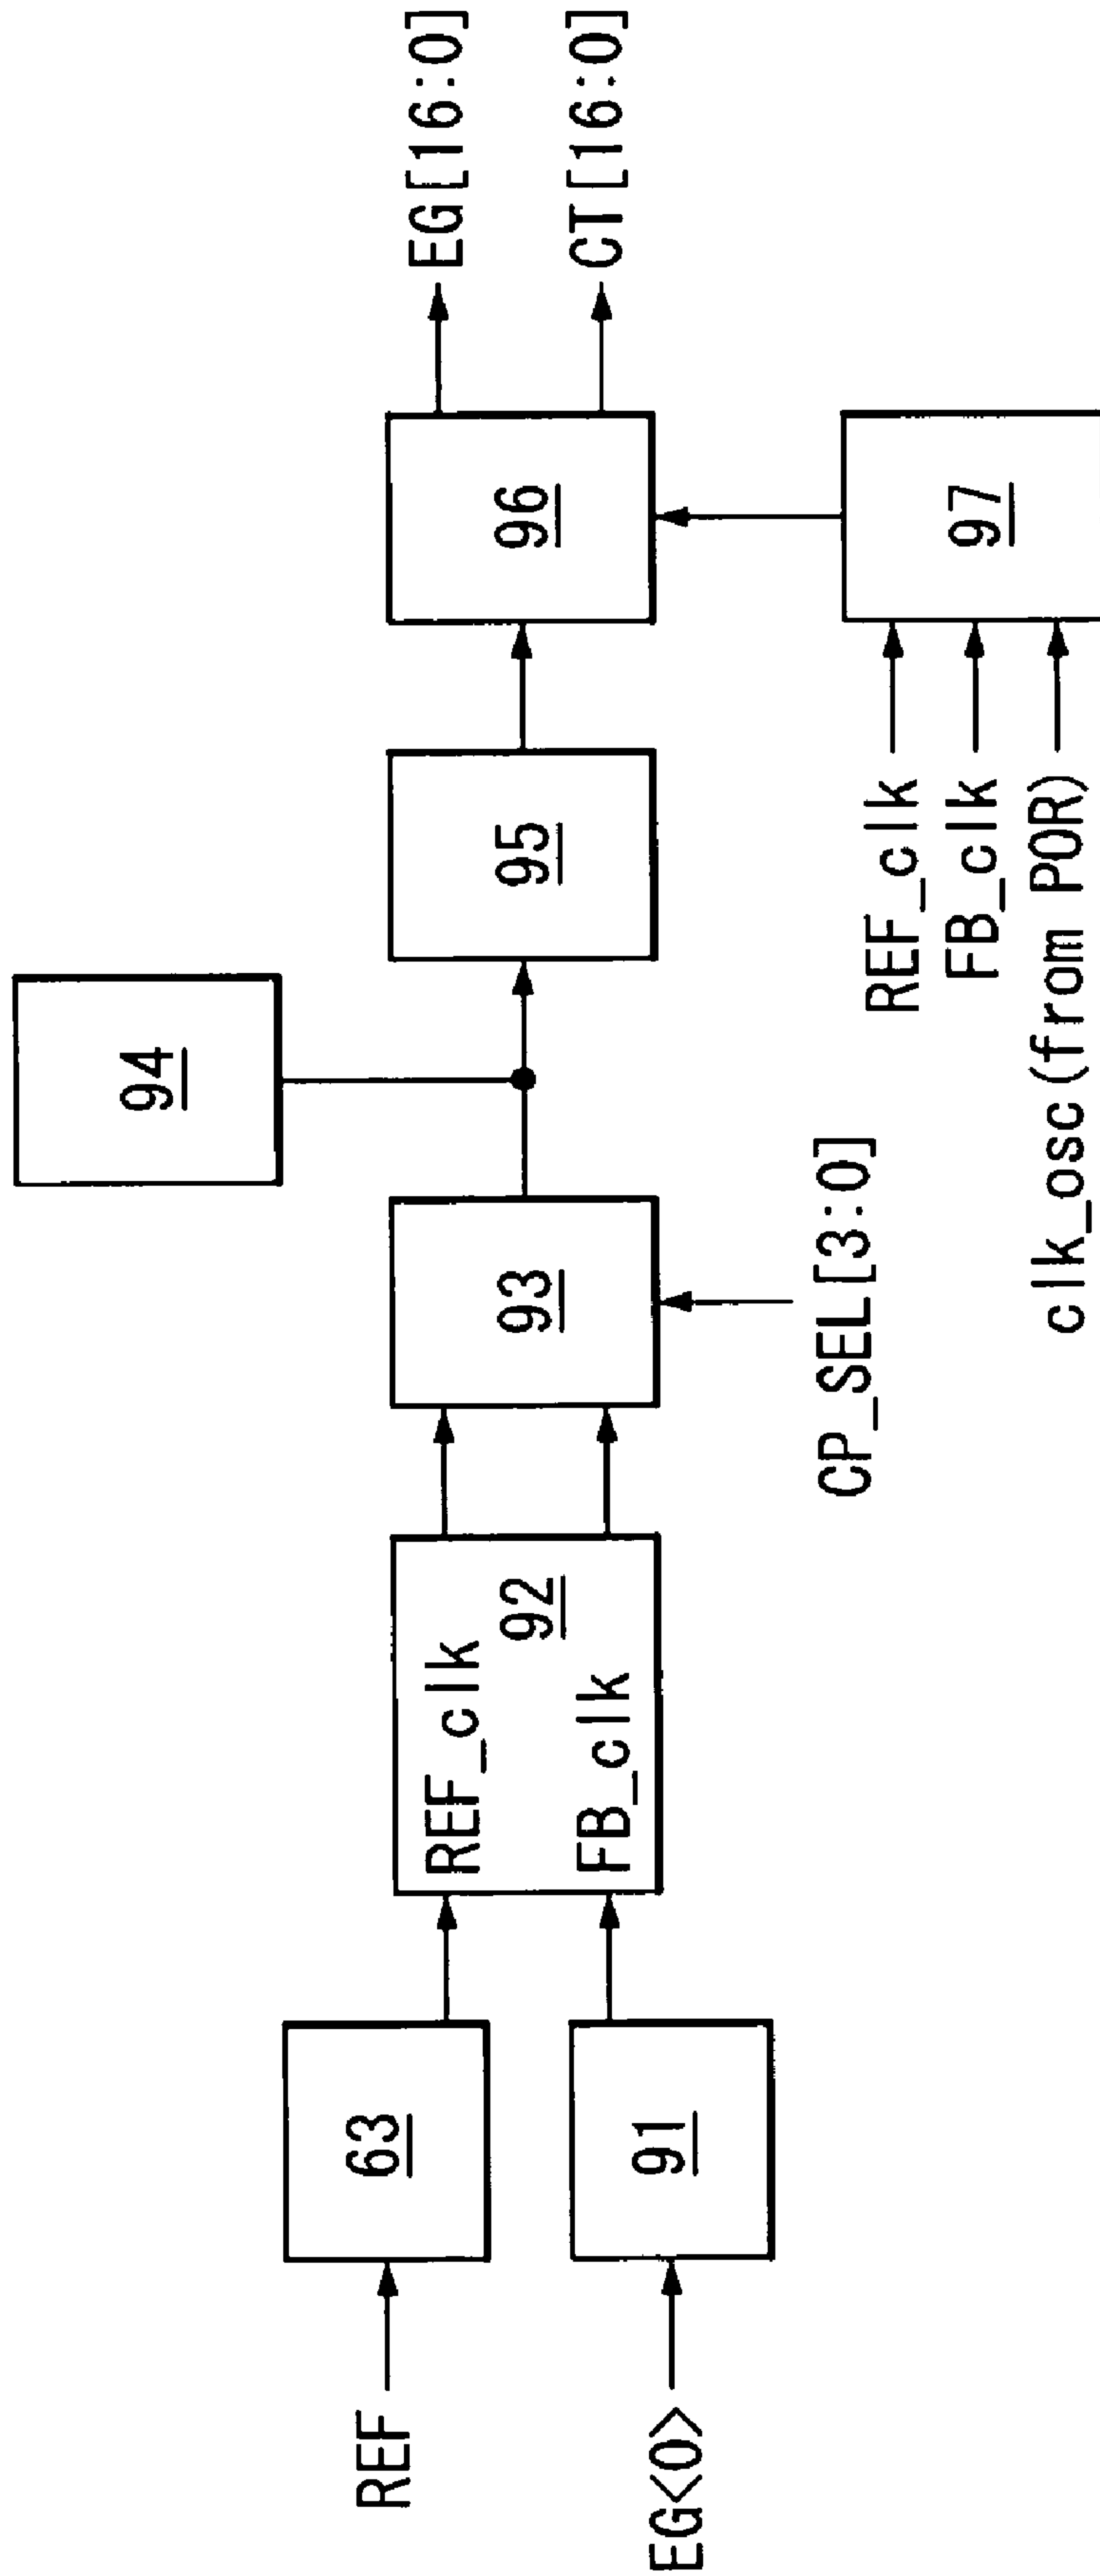 REF
63
EG<0>
91
REF_clk
FB_clk
92
93
CP_SEL[3:0]
94
95
96
EG[16:0]
CT[16:0]
97
REF_clk
FB_clk
clk_osc(from POR)